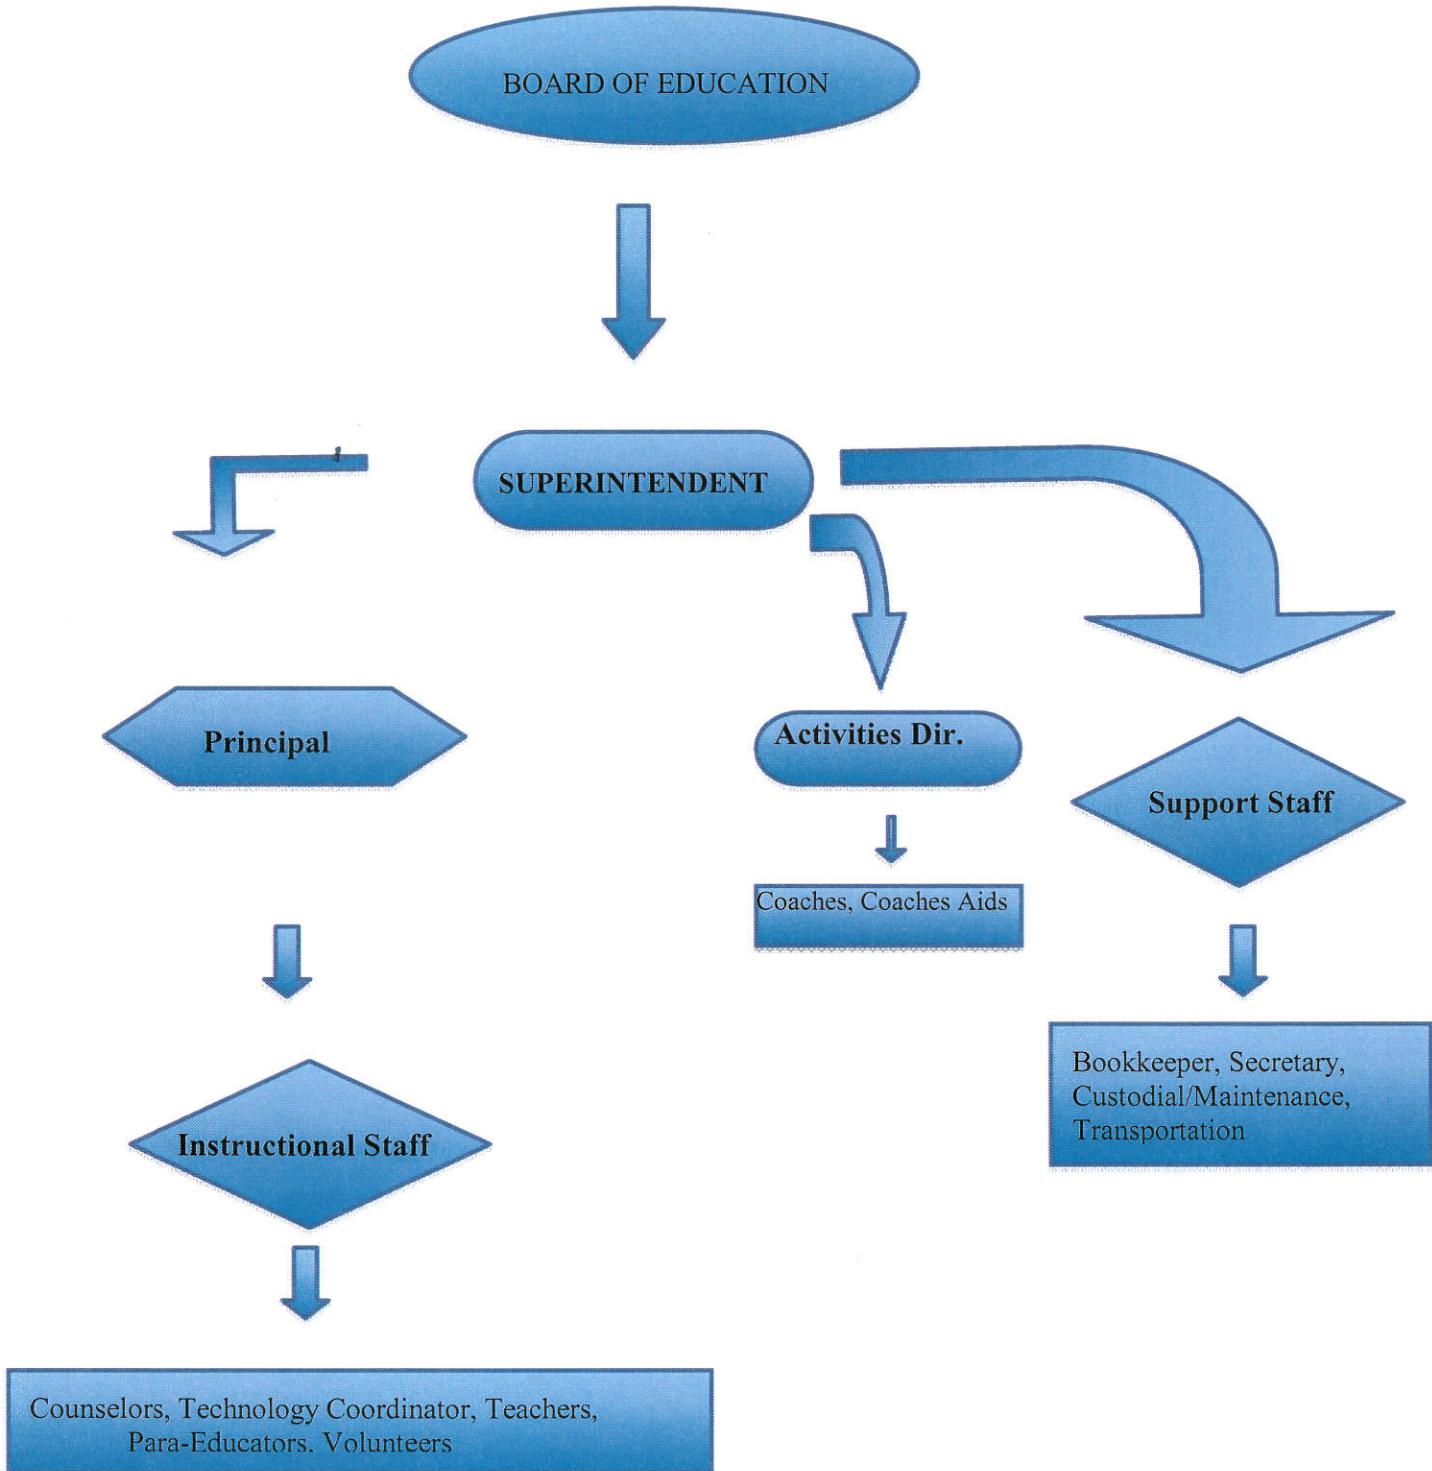 BOARD OF EDUCATION
SUPERINTENDENT
Principal
Activities Dir.
Support Staff
Coaches, Coaches Aids
Bookkeeper, Secretary,
Custodial/Maintenance,
Transportation
Instructional Staff
Counselors, Technology Coordinator, Teachers,
Para-Educators. Volunteers